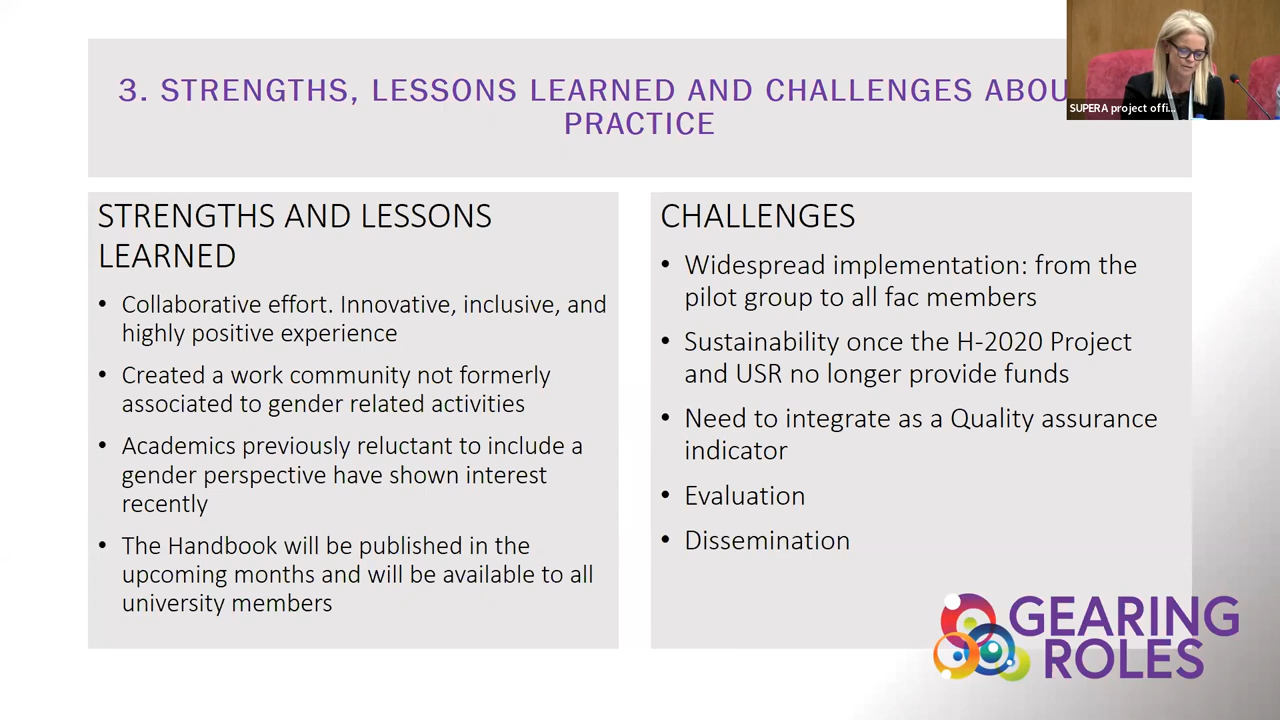 3. STRENGTHS, LESSONS LEARNED AND CHALLENGES ABOU
PRACTICE
SUPERA project offi...
STRENGTHS AND LESSONS
LEARNED
• Collaborative effort. Innovative, inclusive, and
highly positive experience
• Created a work community not formerly
associated to gender related activities
• Academics previously reluctant to include a
gender perspective have shown interest
recently
• The Handbook will be published in the
upcoming months and will be available to all
university members
CHALLENGES
• Widespread implementation: from the
pilot group to all fac members
• Sustainability once the H-2020 Project
and USR no longer provide funds
• Need to integrate as a Quality assurance
indicator
• Evaluation
• Dissemination
GEARING
ROLES